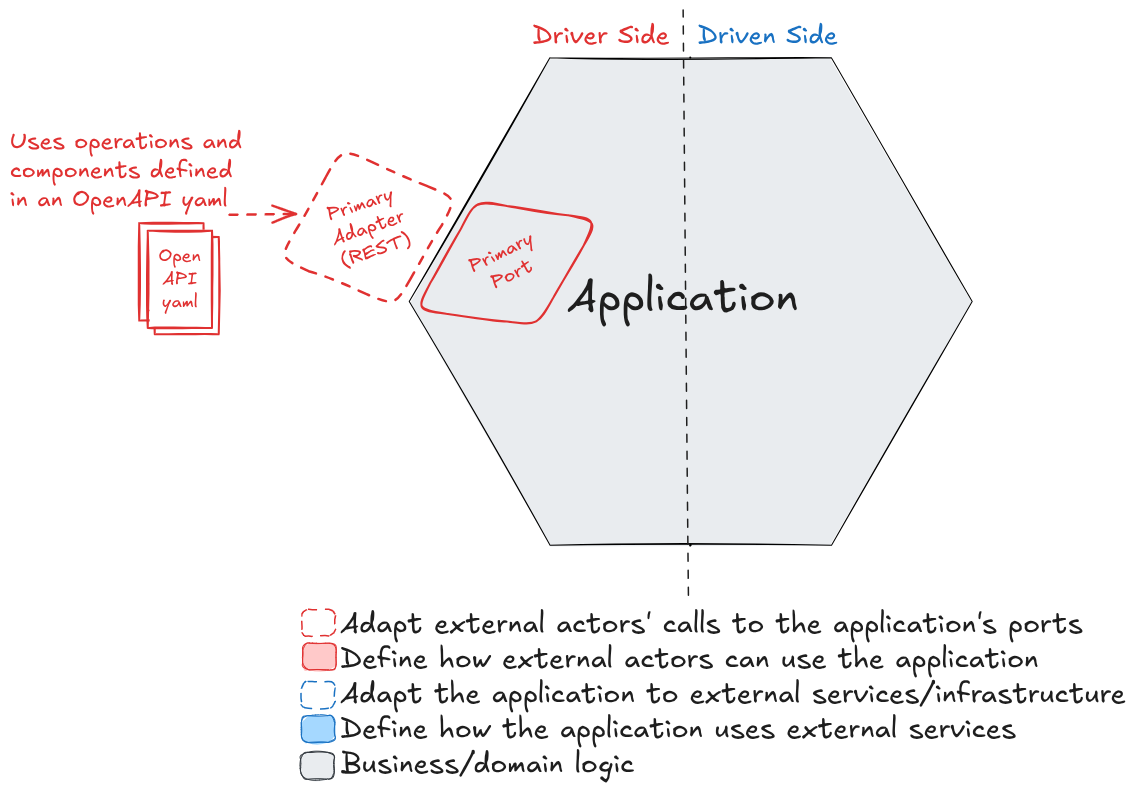 Driver Side
Driven Side
Uses operations and
components defined
in an OpenAPI yaml
Open
API
yaml
Primary
Adapter
(REST)
Primary
Port
Application
Adapt external actors' calls to the application's ports
Define how external actors can use the application
Adapt the application to external services/infrastructure
Define how the application uses external services
Business/domain logic